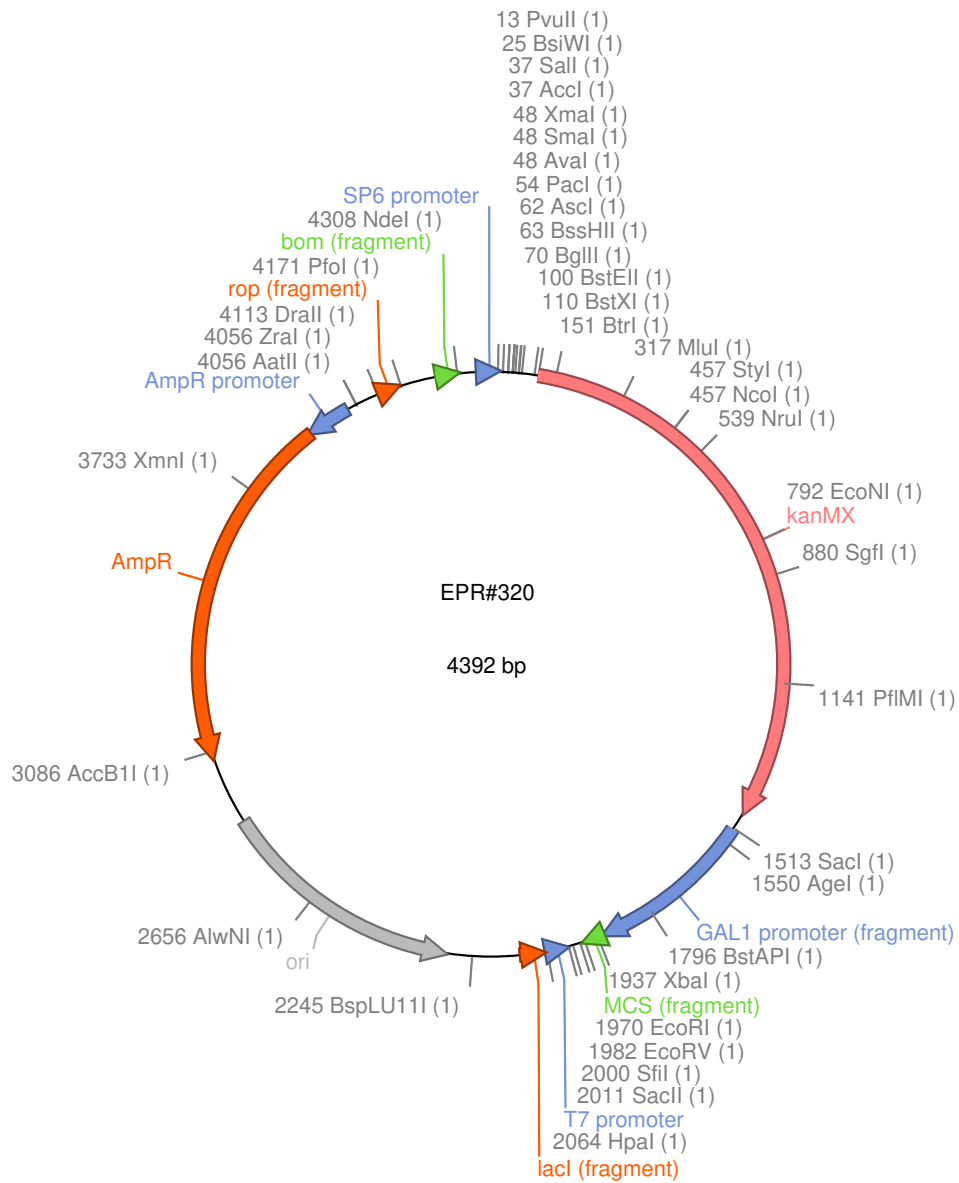 13 PvuII (1)
25 BsiWI (1)
37 SalI (1)
37 AccI (1)
48 XmaI (1)
48 SmaI (1)
48 AvaI (1)
54 PacI (1)
62 AscI (1)
63 BssHII (1)
70 BglII (1)
100 BstEII (1)
110 BstXI (1)
151 BtrI (1)
317 MluI (1)
457 StyI (1)
457 NcoI (1)
539 NruI (1)
792 EcoNI (1)
kanMX
880 SgfI (1)
1141 PflMI (1)
1513 SacI (1)
1550 AgeI (1)
GAL1 promoter (fragment)
1796 BstAPI (1)
1937 XbaI (1)
MCS (fragment)
1970 EcoRI (1)
1982 EcoRV (1)
2000 SfiI (1)
2011 SacII (1)
T7 promoter
2064 HpaI (1)
lacI (fragment)
2245 BspLU11I (1)
ori
2656 AlwNI (1)
3086 AccB1I (1)
AmpR
3733 XmnI (1)
AmpR promoter
4056 AatII (1)
4056 ZraI (1)
4113 DraII (1)
rop (fragment)
4171 PfoI (1)
bom (fragment)
4308 NdeI (1)
SP6 promoter
EPR#320
4392 bp